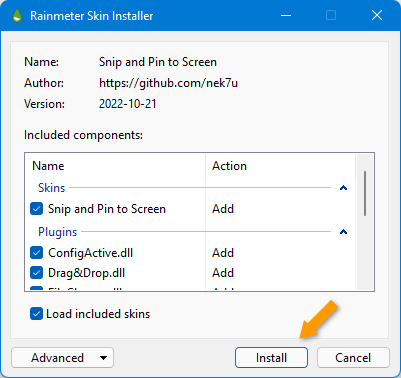 Rainmeter Skin Installer
Name: Snip and Pin to Screen
Author: https://github.com/nek7u
Version: 2022-10-21
Included components:
Name Action
Skins
Snip and Pin to Screen Add
Plugins
ConfigActive.dll Add
Drag&Drop.dll Add
Load included skins
Advanced Install Cancel